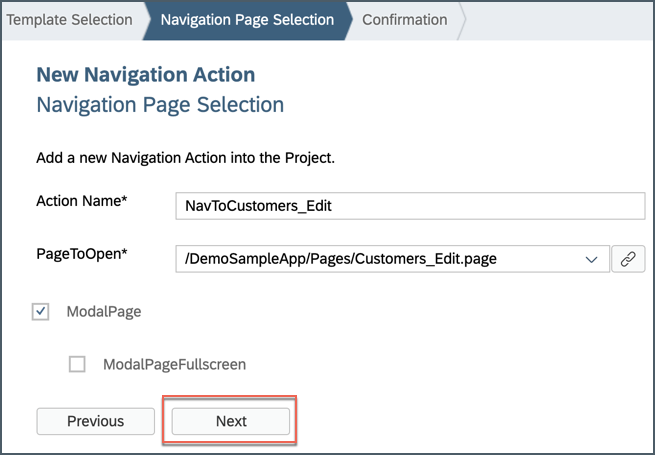 Template Selection Navigation Page Selection Confirmation
New Navigation Action
Navigation Page Selection
Add a new Navigation Action into the Project.
Action Name* NavToCustomers_Edit
PageToOpen* /DemoSampleApp/Pages/Customers_Edit.page
ModalPage
ModalPageFullscreen
Previous Next